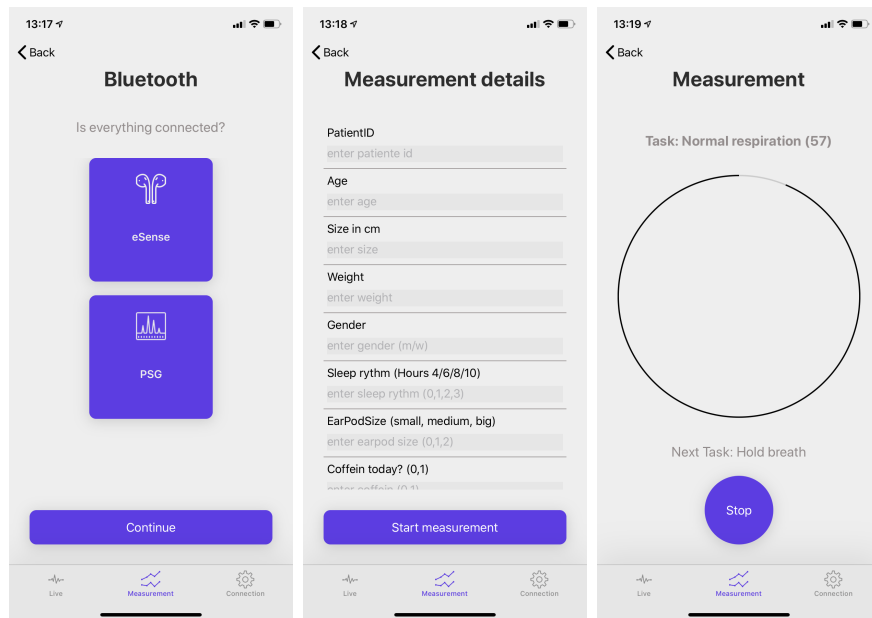 13:17
Back
Bluetooth
Is everything connected?
eSense
PSG
Continue
Live
Measurement
Connection
13:18
Back
Measurement details
PatientID
enter patiente id
Age
enter age
Size in cm
enter size
Weight
enter weight
Gender
enter gender (m/w)
Sleep rythm (Hours 4/6/8/10)
enter sleep rythm (0,1,2,3)
EarPodSize (small, medium, big)
enter earpod size (0,1,2)
Coffein today? (0,1)
enter coffein (0,1)
Start measurement
Live
Measurement
Connection
13:19
Back
Measurement
Task: Normal respiration (57)
Next Task: Hold breath
Stop
Live
Measurement
Connection